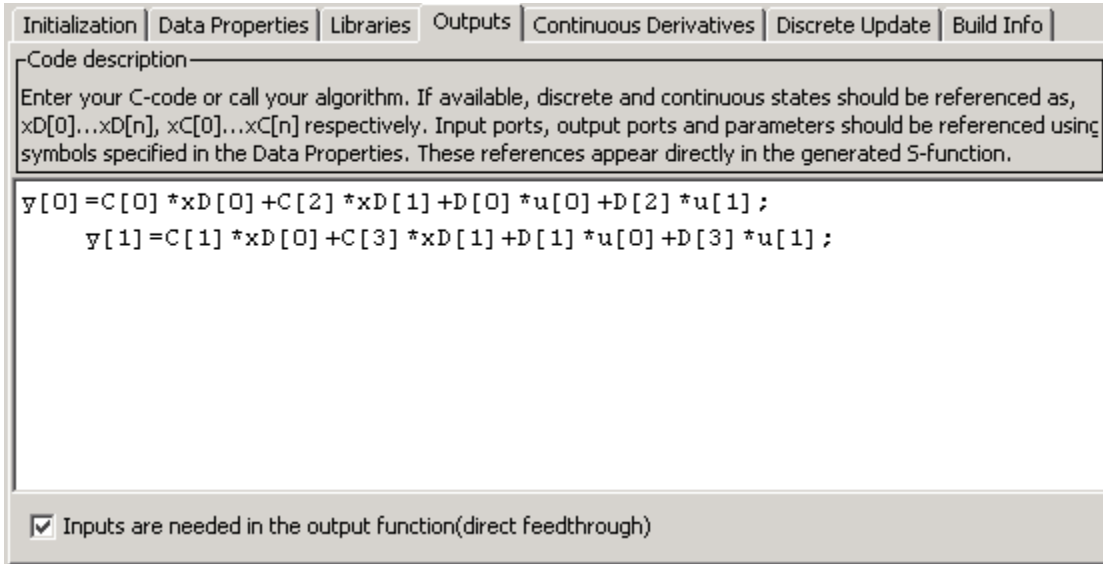 Initialization Data Properties Libraries Outputs Continuous Derivatives Discrete Update Build Info
Code description
Enter your C-code or call your algorithm. If available, discrete and continuous states should be referenced as,
xD[0]...xD[n], xC[0]...xC[n] respectively. Input ports, output ports and parameters should be referenced using
symbols specified in the Data Properties. These references appear directly in the generated S-function.
y[0]=C[0]*xD[0]+C[2]*xD[1]+D[0]*u[0]+D[2]*u[1];
y[1]=C[1]*xD[0]+C[3]*xD[1]+D[1]*u[0]+D[3]*u[1];
Inputs are needed in the output function(direct feedthrough)